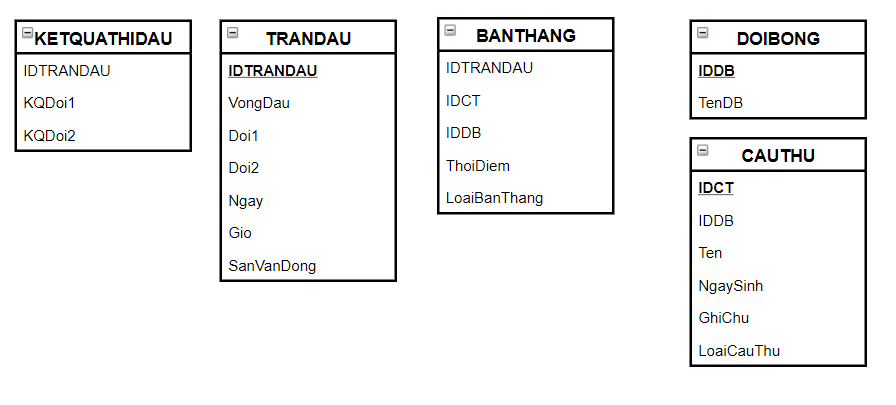 KETQUATHIDAU
IDTRANDAU
KQDoi1
KQDoi2
TRANDAU
IDTRANDAU
VongDau
Doi1
Doi2
Ngay
Gio
SanVanDong
BANTHANG
IDTRANDAU
IDCT
IDDB
ThoiDiem
LoaiBanThang
DOIBONG
IDDB
TenDB
CAUTHU
IDCT
IDDB
Ten
NgaySinh
GhiChu
LoaiCauThu